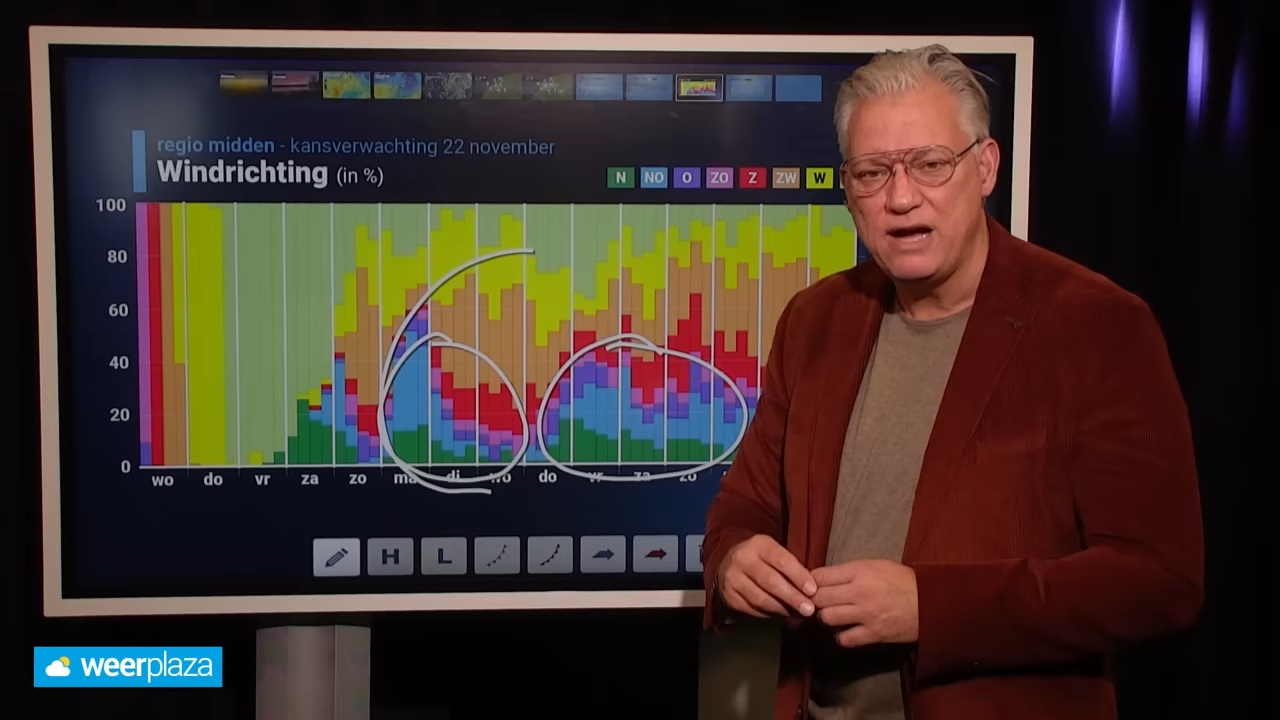 regio midden - kansverwachting 22 november
Windrichting (in %)
N NO O ZO Z ZW W
100
80
60
40
20
0
wo do vr za zo ma di wo do vr za zo
H L
weerplaza